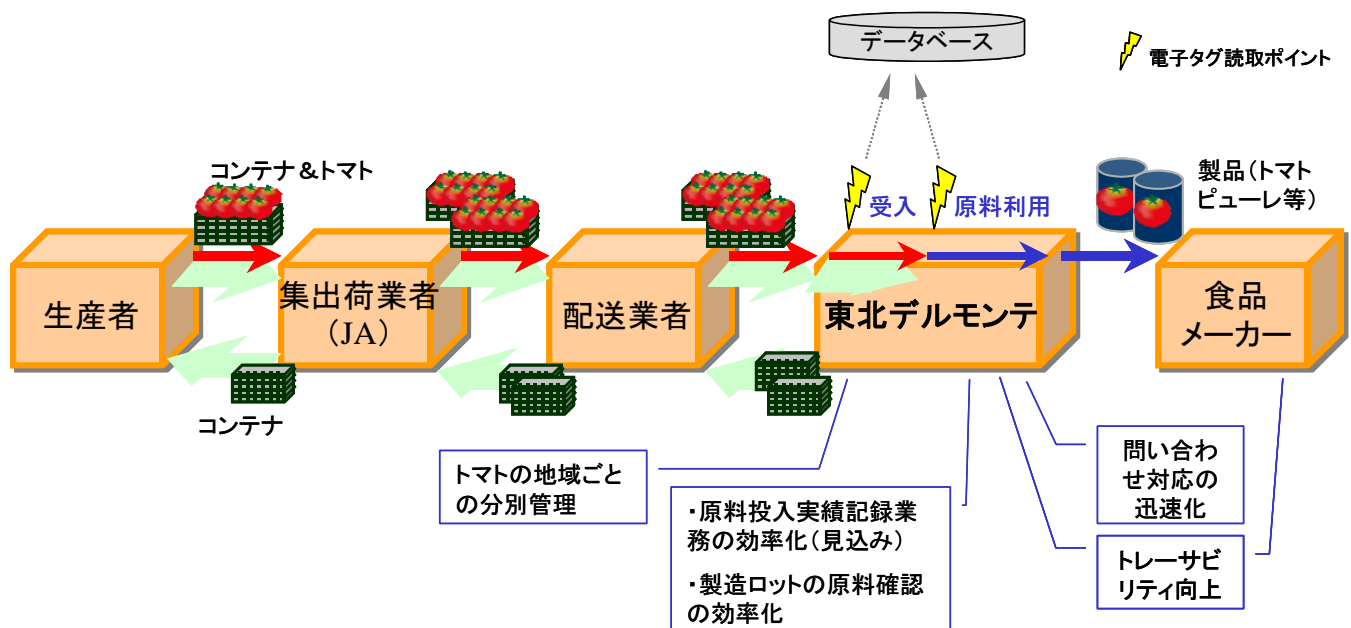 データベース
電子タグ読取ポイント
コンテナ&トマト
受入
原料利用
製品(トマト
ピューレ等)
生産者
集出荷業者
(JA)
配送業者
東北デルモンテ
食品
メーカー
コンテナ
トマトの地域ごと
の分別管理
・原料投入実績記録業
務の効率化(見込み)
・製造ロットの原料確認
の効率化
問い合わ
せ対応の
迅速化
トレーサビ
リティ向上